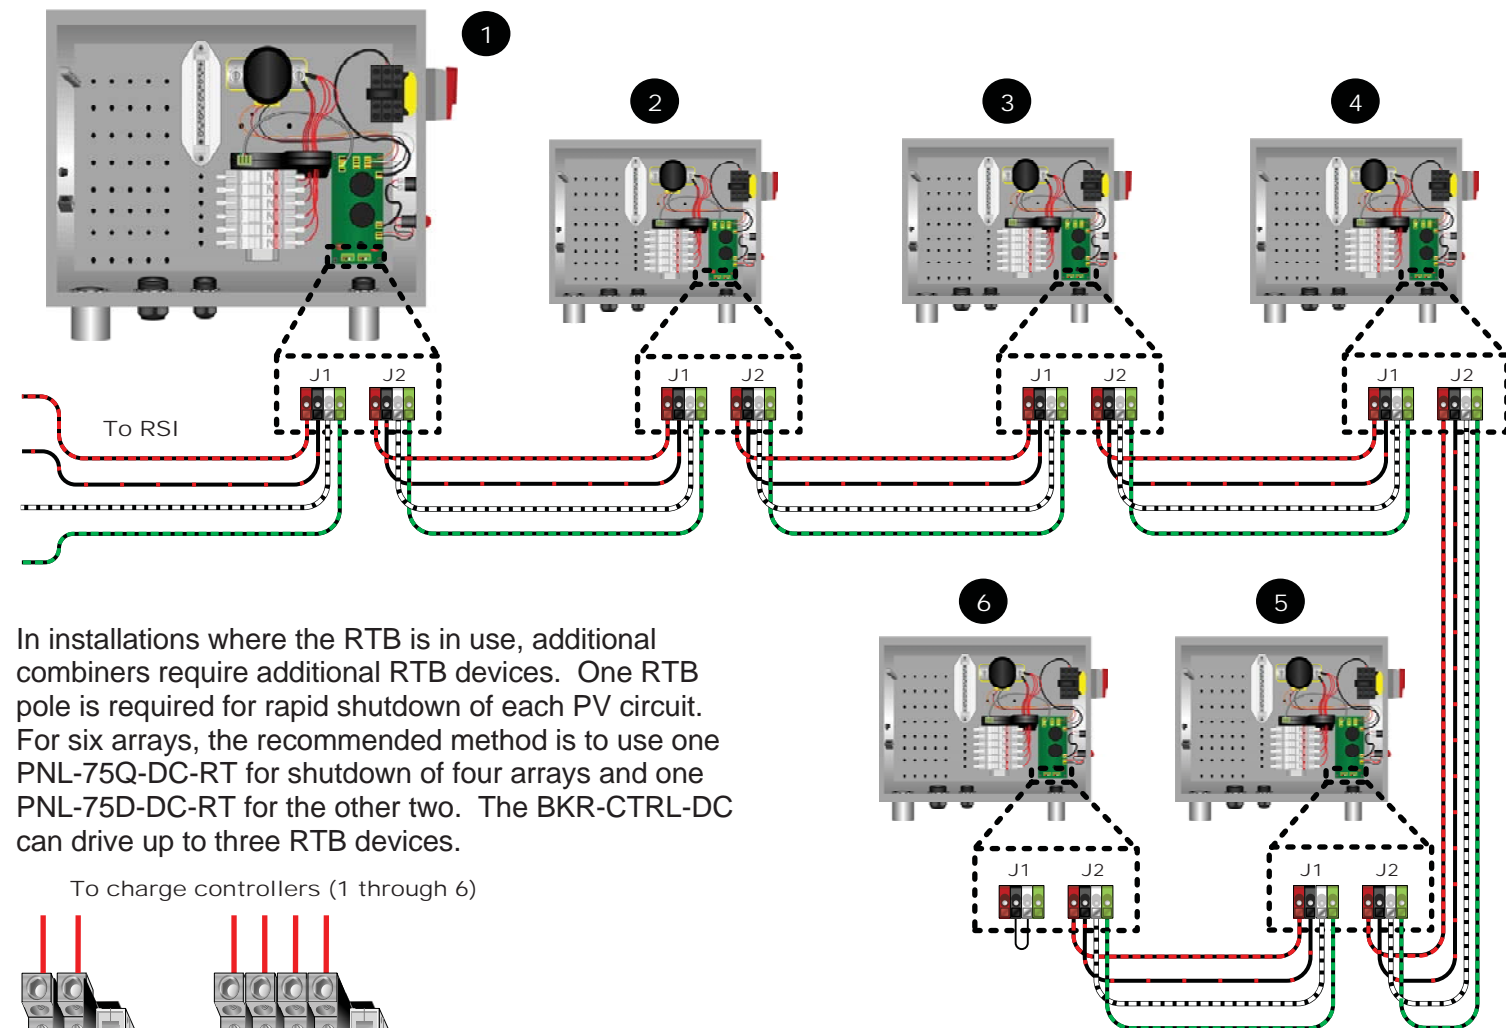 1
2
3
4
J1 J2
J1 J2
J1 J2
J1 J2
To RSI
6
5
In installations where the RTB is in use, additional
combiners require additional RTB devices. One RTB
pole is required for rapid shutdown of each PV circuit.
For six arrays, the recommended method is to use one
PNL-75Q-DC-RT for shutdown of four arrays and one
PNL-75D-DC-RT for the other two. The BKR-CTRL-DC
can drive up to three RTB devices.
J1 J2
J1 J2
To charge controllers (1 through 6)